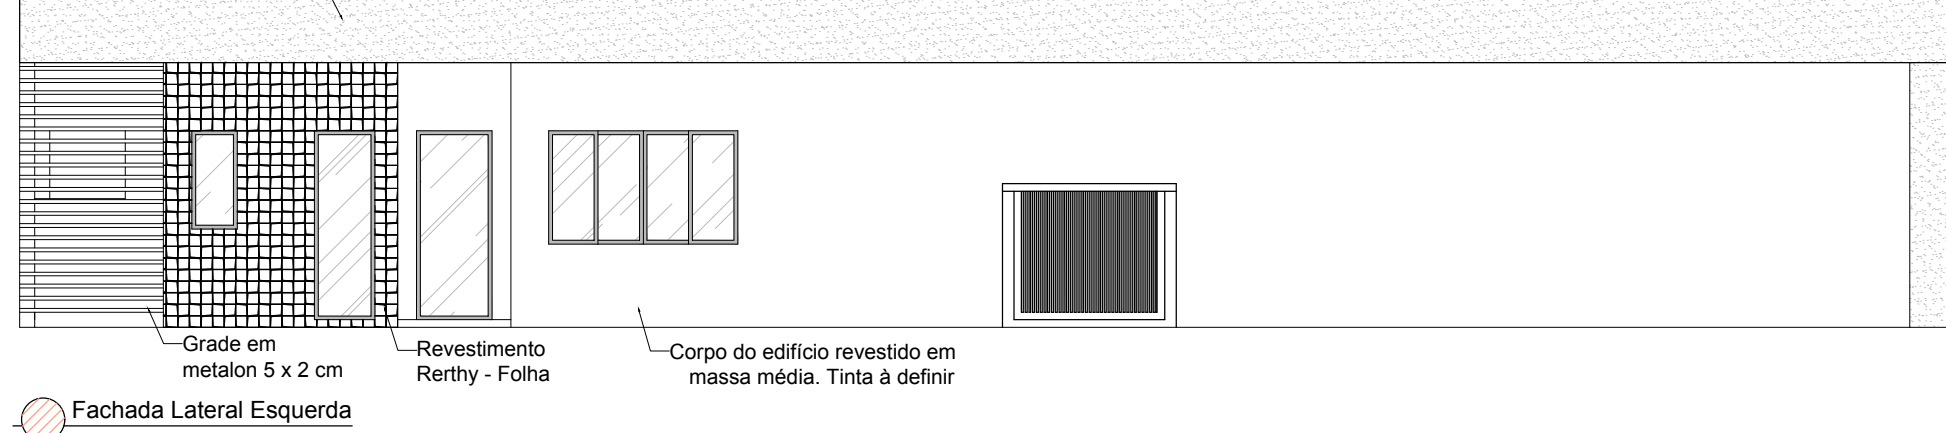 Grade em
metalon 5 x 2 cm
Revestimento
Rerthy - Folha
Corpo do edifício revestido em
massa média. Tinta à definir
Fachada Lateral Esquerda